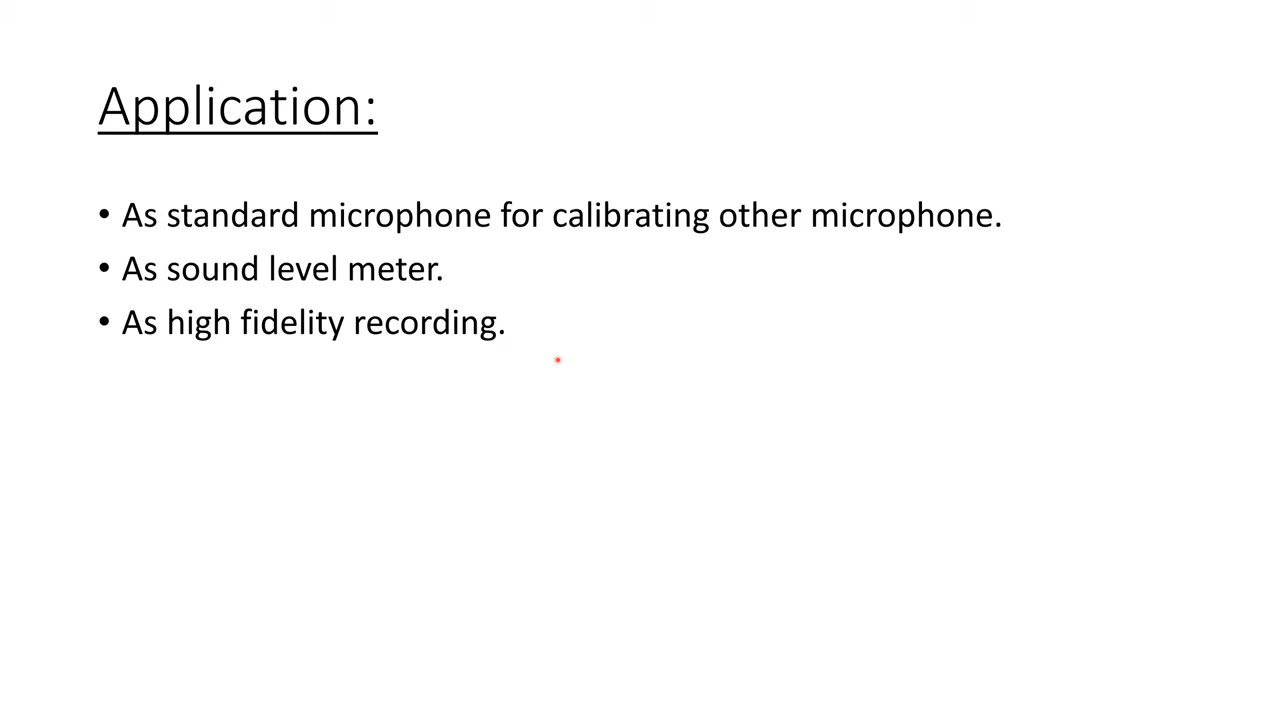 Application:
• As standard microphone for calibrating other microphone.
• As sound level meter.
• As high fidelity recording.